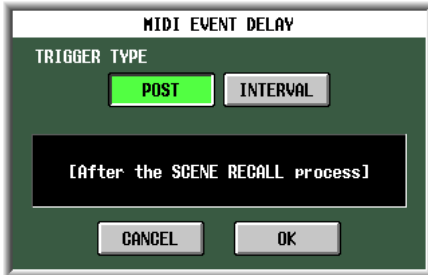 MIDI EVENT DELAY
TRIGGER TYPE
POST INTERVAL
[After the SCENE RECALL process]
CANCEL OK